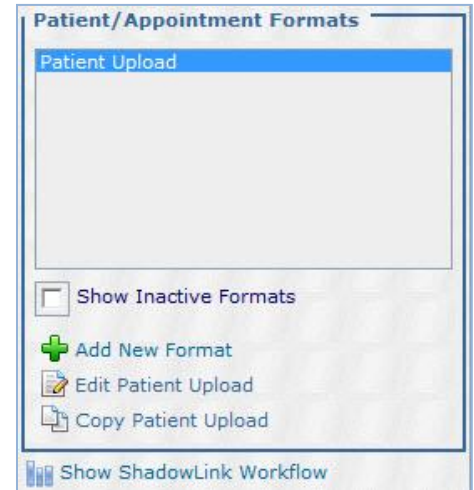 Patient/Appointment Formats
Patient Upload
Show Inactive Formats
Add New Format
Edit Patient Upload
Copy Patient Upload
Show ShadowLink Workflow